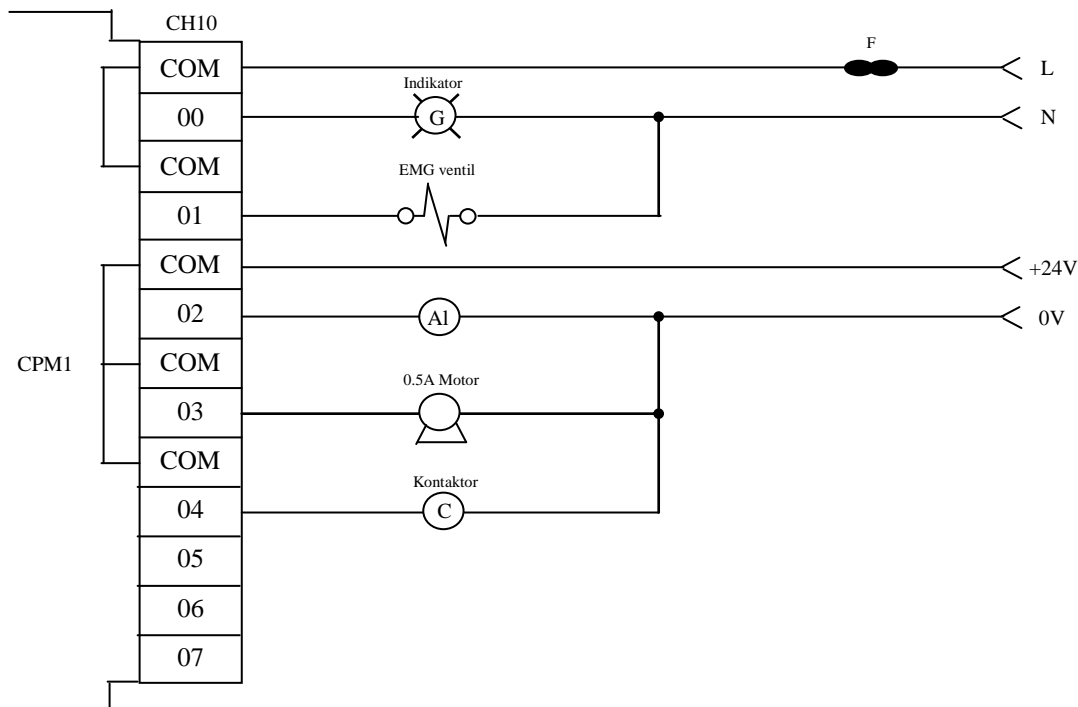 CH10
F
COM
L
Indikator
00
G
N
COM
EMG ventil
01
COM
+24V
02
Al
0V
CPM1
COM
0.5A Motor
03
COM
Kontaktor
04
C
05
06
07